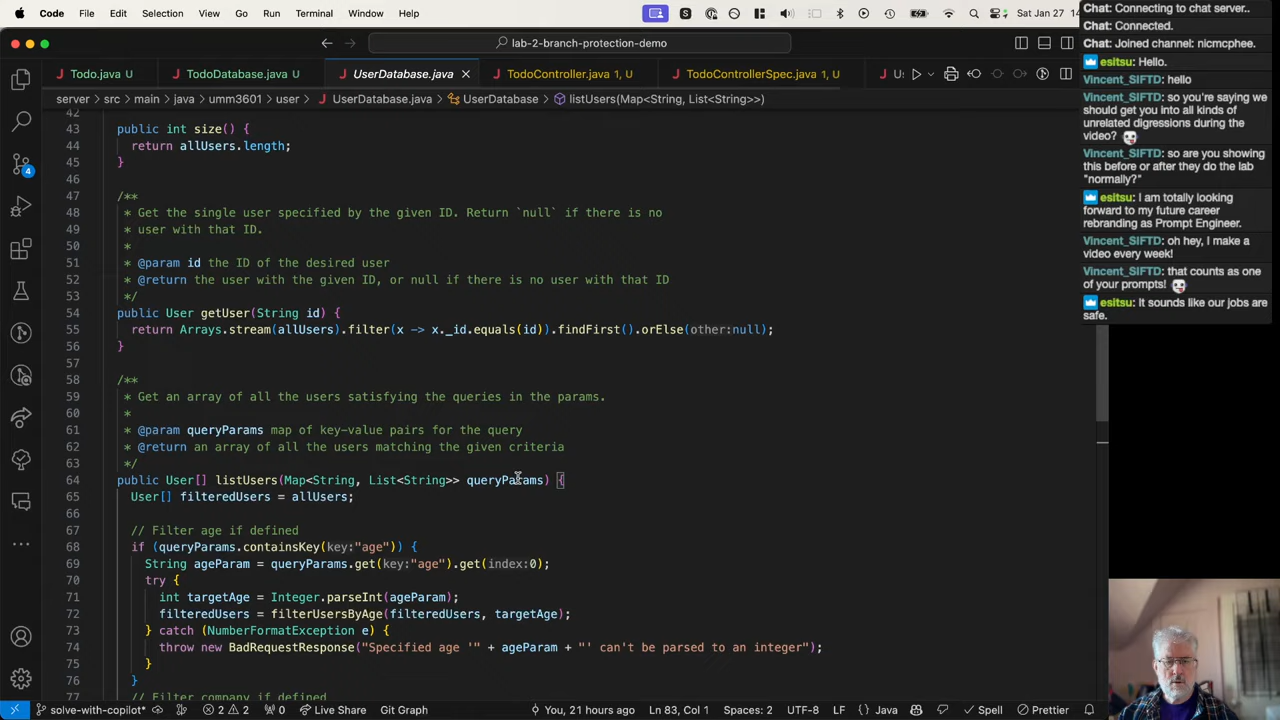 Code File Edit Selection View Go Run Terminal Window Help
Sat Jan 27 14
lab-2-branch-protection-demo
Todo.java TodoDatabase.java UserDatabase.java TodoController.java 1, U TodoControllerSpec.java 1, U
server > src > main > java > umm3601 > user > UserDatabase.java > UserDatabase > listUsers(Map<String, List<String>>)
42
43 public int size() {
44 return allUsers.length;
45 }
46
47 /**
48 * Get the single user specified by the given ID. Return `null` if there is no
49 * user with that ID.
50 *
51 * @param id the ID of the desired user
52 * @return the user with the given ID, or null if there is no user with that ID
53 */
54 public User getUser(String id) {
55 return Arrays.stream(allUsers).filter(x -> x._id.equals(id)).findFirst().orElse(other:null);
56 }
57
58 /**
59 * Get an array of all the users satisfying the queries in the params.
60 *
61 * @param queryParams map of key-value pairs for the query
62 * @return an array of all the users matching the given criteria
63 */
64 public User[] listUsers(Map<String, List<String>> queryParams) {
65 User[] filteredUsers = allUsers;
66
67 // Filter age if defined
68 if (queryParams.containsKey(key:"age")) {
69 String ageParam = queryParams.get(key:"age").get(index:0);
70 try {
71 int targetAge = Integer.parseInt(ageParam);
72 filteredUsers = filterUsersByAge(filteredUsers, targetAge);
73 } catch (NumberFormatException e) {
74 throw new BadRequestResponse("Specified age '" + ageParam + "' can't be parsed to an integer");
75 }
76 }
77 // Filter company if defined
solve-with-copilot* 2 2 0 Live Share Git Graph You, 21 hours ago Ln 83, Col 1 Spaces: 2 UTF-8 LF {} Java Spell Prettier
Chat: Connecting to chat server..
Chat: Connected.
Chat: Joined channel: nicmcphee.
esitsu: Hello.
Vincent_SIFTD: hello
Vincent_SIFTD: so you're saying we
should get you into all kinds of
unrelated digressions during the
video?
Vincent_SIFTD: so are you showing
this before or after they do the lab
"normally?"
esitsu: I am totally looking
forward to my future career
rebranding as Prompt Engineer.
Vincent_SIFTD: oh hey, I make a
video every week!
Vincent_SIFTD: that counts as one
of your prompts!
esitsu: It sounds like our jobs are
safe.